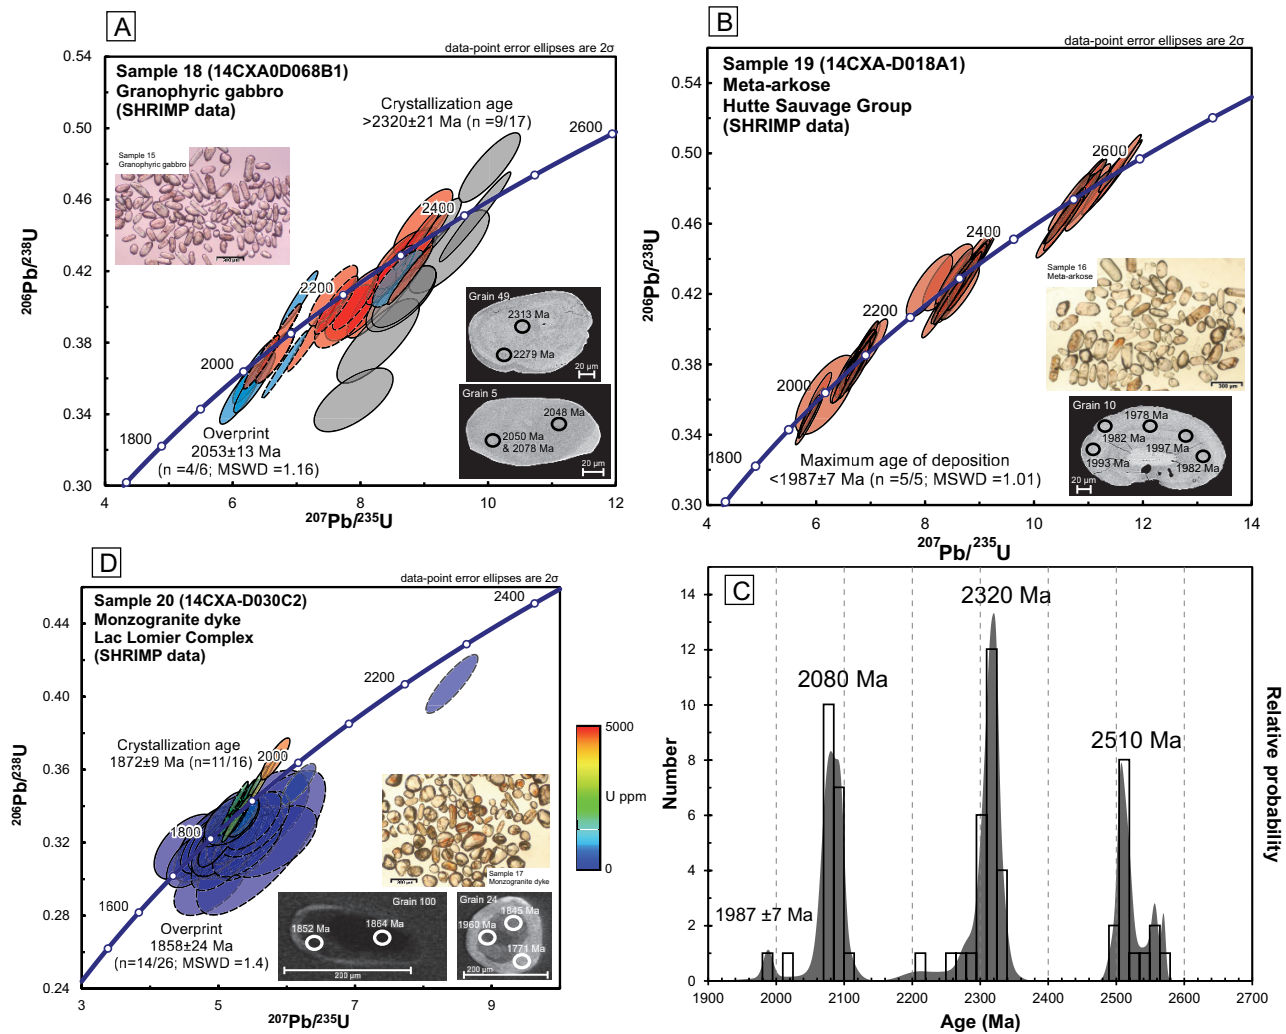 A
data-point error ellipses are 2σ
Sample 18 (14CXA0D068B1)
Granophyric gabbro
(SHRIMP data)
Crystallization age
>2320±21 Ma (n =9/17)
Sample 15
Granophyric gabbro
300 µm
0.54
0.50
0.46
0.42
0.38
0.34
0.30
206Pb/238U
1800
2000
2200
2400
2600
Grain 49
2313 Ma
2279 Ma
20 µm
Grain 5
2048 Ma
2050 Ma
& 2078 Ma
20 µm
Overprint
2053±13 Ma
(n =4/6; MSWD =1.16)
4
6
8
10
12
207Pb/235U
B
data-point error ellipses are 2σ
Sample 19 (14CXA-D018A1)
Meta-arkose
Hutte Sauvage Group
(SHRIMP data)
0.54
0.50
0.46
0.42
0.38
0.34
0.30
206Pb/238U
1800
2000
2200
2400
2600
Sample 16
Meta-arkose
300 µm
Grain 10
1978 Ma
1982 Ma
1997 Ma
1993 Ma
1982 Ma
20 µm
Maximum age of deposition
<1987±7 Ma (n =5/5; MSWD =1.01)
4
6
8
10
12
14
207Pb/235U
D
data-point error ellipses are 2σ
Sample 20 (14CXA-D030C2)
Monzogranite dyke
Lac Lomier Complex
(SHRIMP data)
0.44
0.40
0.36
0.32
0.28
0.24
206Pb/238U
1600
1800
2000
2200
2400
Crystallization age
1872±9 Ma (n=11/16)
5000
U ppm
0
300 µm
Sample 17
Monzogranite dyke
Grain 100
1852 Ma
1864 Ma
200 µm
Grain 24
1845 Ma
1960 Ma
1771 Ma
200 µm
Overprint
1858±24 Ma
(n=14/26; MSWD =1.4)
3
5
7
9
207Pb/235U
C
14
12
10
8
6
4
2
0
Number
1987 ±7 Ma
2080 Ma
2320 Ma
2510 Ma
Relative probability
1900
2000
2100
2200
2300
2400
2500
2600
2700
Age (Ma)